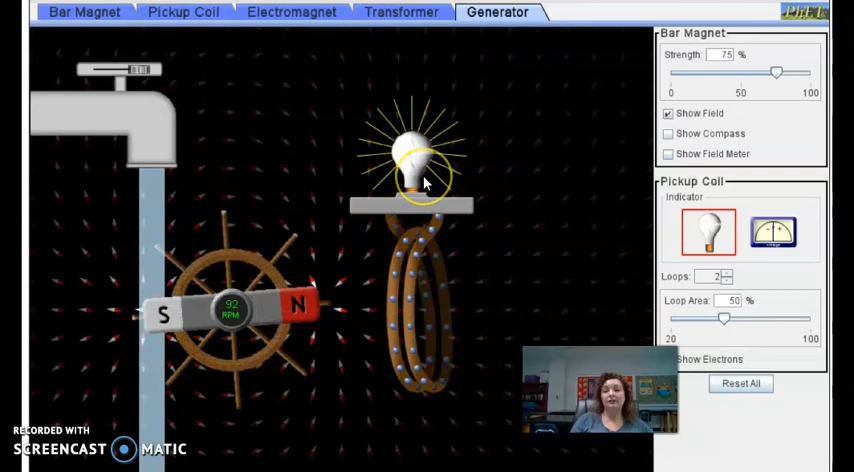 Bar Magnet
Pickup Coil
Electromagnet
Transformer
Generator
PhET
Bar Magnet
Strength: 75 %
0 50 100
Show Field
Show Compass
Show Field Meter
Pickup Coil
Indicator
Loops: 2
Loop Area: 50 %
20 100
Show Electrons
Reset All
S
92
RPM
N
RECORDED WITH
SCREENCAST MATIC